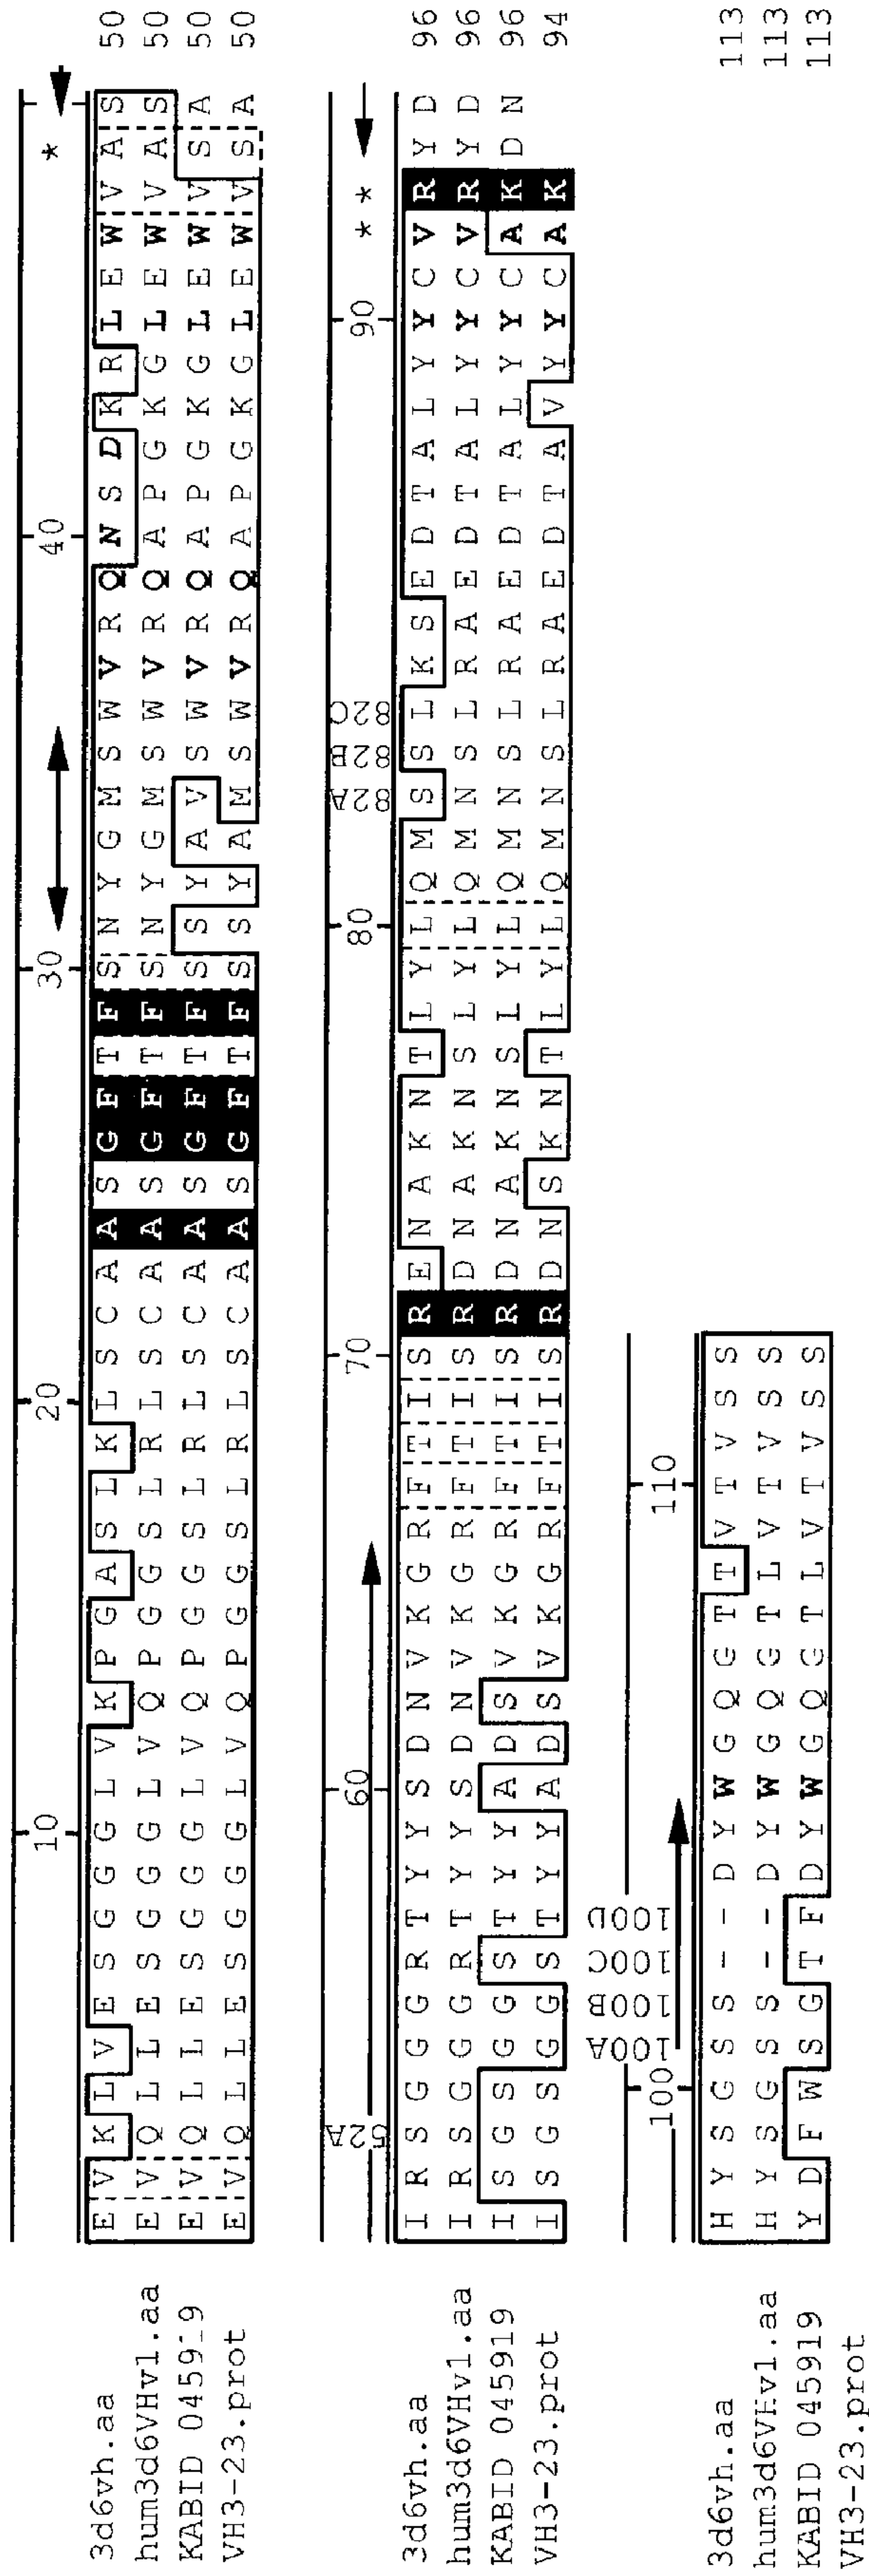 10 20 30 40 *
3d6vh.aa E V K L V E S G G G L V K P G A S L K L S C A A S G F T F S N Y G M S W V R Q N S D K R L E W V A S 50
hum3d6VHv1.aa E V Q L L E S G G G L V Q P G G S L R L S C A A S G F T F S N Y G M S W V R Q A P G K G L E W V A S 50
KABID 045919 E V Q L L E S G G G L V Q P G G S L R L S C A A S G F T F S S Y A V S W V R Q A P G K G L E W V S A 50
VH3-23.prot E V Q L L E S G G G L V Q P G G S L R L S C A A S G F T F S S Y A M S W V R Q A P G K G L E W V S A 50
52A 60 70 80 82A 82B 82C 90 * *
3d6vh.aa I R S G G G R T Y Y S D N V K G R F T I S R E N A K N T L Y L Q M S S L K S E D T A L Y Y C V R Y D 96
hum3d6VHv1.aa I R S G G G R T Y Y S D N V K G R F T I S R D N A K N S L Y L Q M N S L R A E D T A L Y Y C V R Y D 96
KABID 045919 I S G S G G S T Y Y A D S V K G R F T I S R D N A K N S L Y L Q M N S L R A E D T A L Y Y C A K D N 96
VH3-23.prot I S G S G G S T Y Y A D S V K G R F T I S R D N S K N T L Y L Q M N S L R A E D T A V Y Y C A K 94
100 100A 100B 100C 100D 110
3d6vh.aa H Y S G S S - - D Y W G Q G T T V T V S S 113
hum3d6VHv1.aa H Y S G S S - - D Y W G Q G T L V T V S S 113
KABID 045919 Y D F W S G T F D Y W G Q G T L V T V S S 113
VH3-23.prot